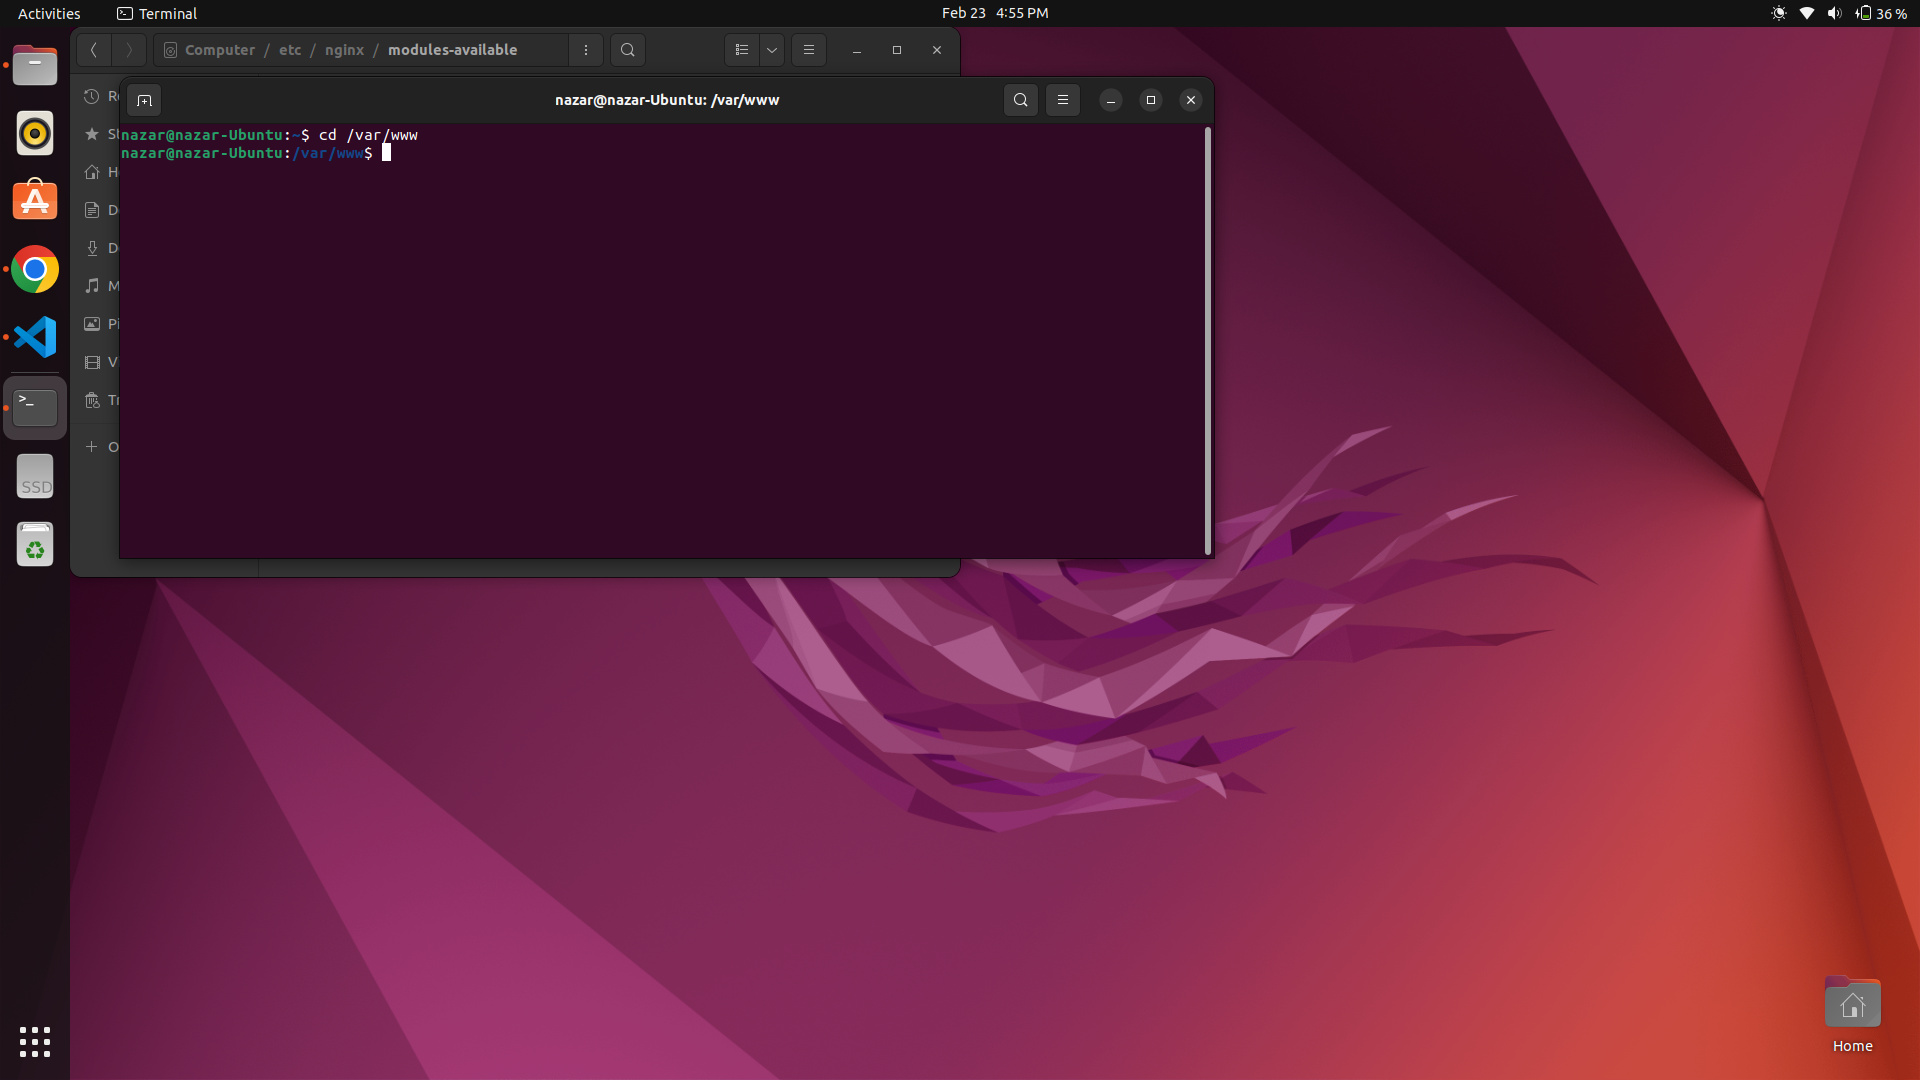 Activities
Terminal
Feb 23 4:55 PM
36 %
Computer / etc / nginx / modules-available
nazar@nazar-Ubuntu: /var/www
nazar@nazar-Ubuntu:~$ cd /var/www
nazar@nazar-Ubuntu:/var/www$
R
S
H
D
D
M
Pi
V
Tr
O
>_
SSD
Home